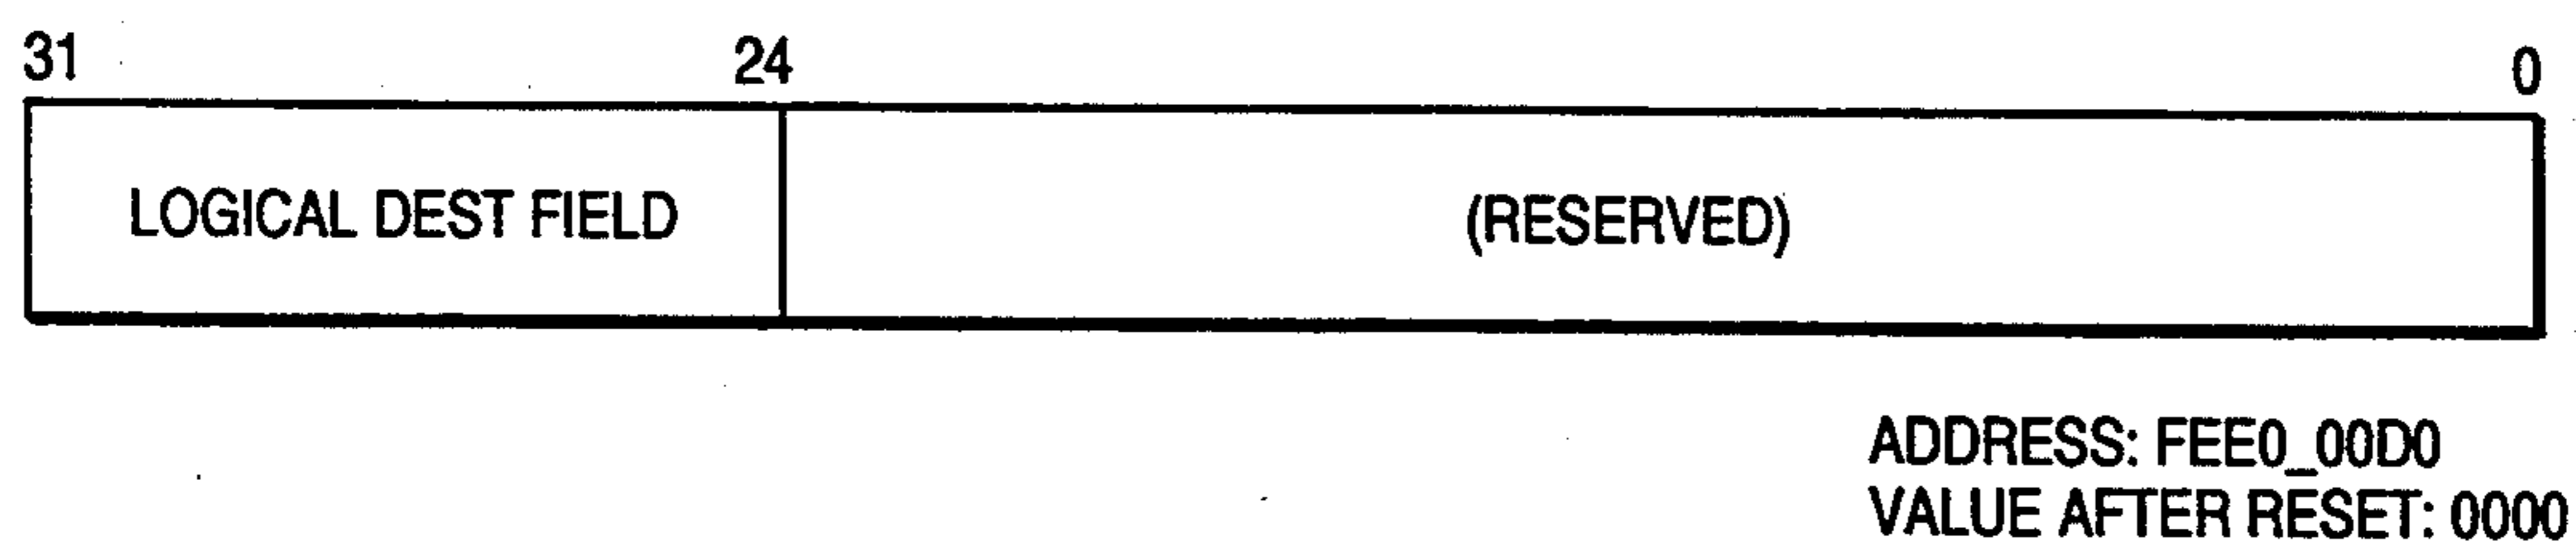 31 24 0
LOGICAL DEST FIELD (RESERVED)
ADDRESS: FEE0_00D0
VALUE AFTER RESET: 0000